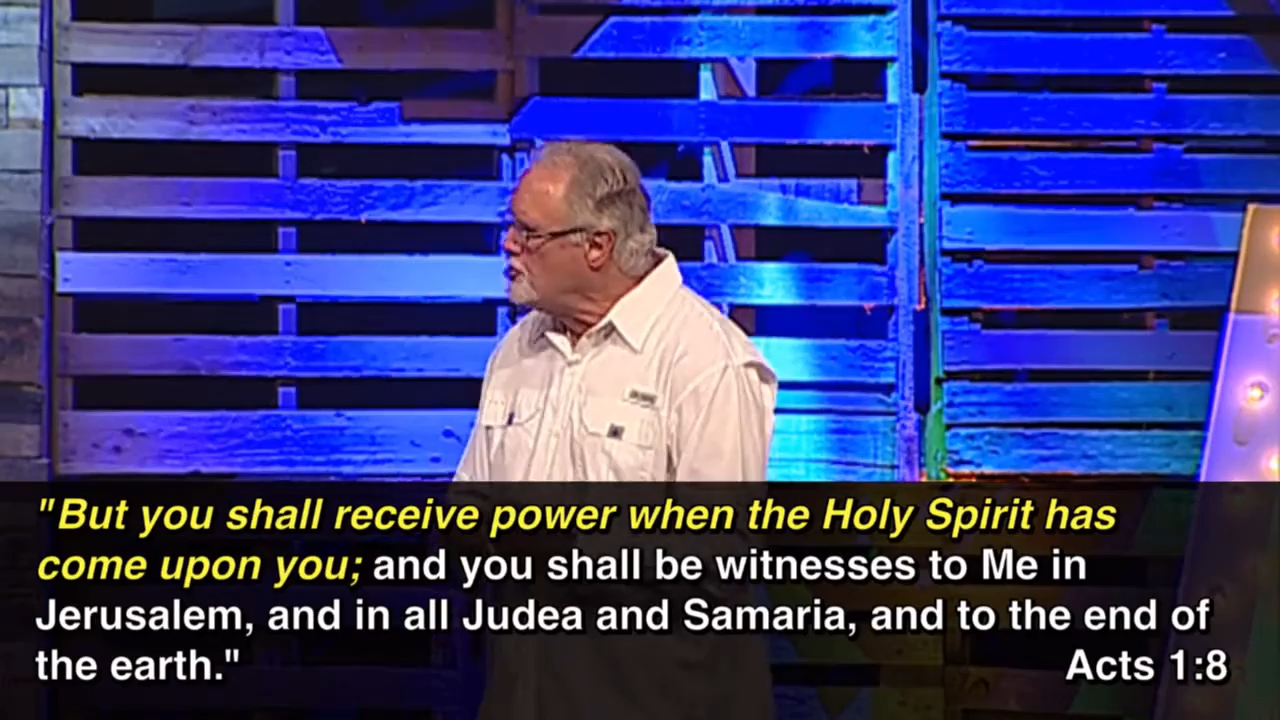 "But you shall receive power when the Holy Spirit has
come upon you; and you shall be witnesses to Me in
Jerusalem, and in all Judea and Samaria, and to the end of
the earth." Acts 1:8